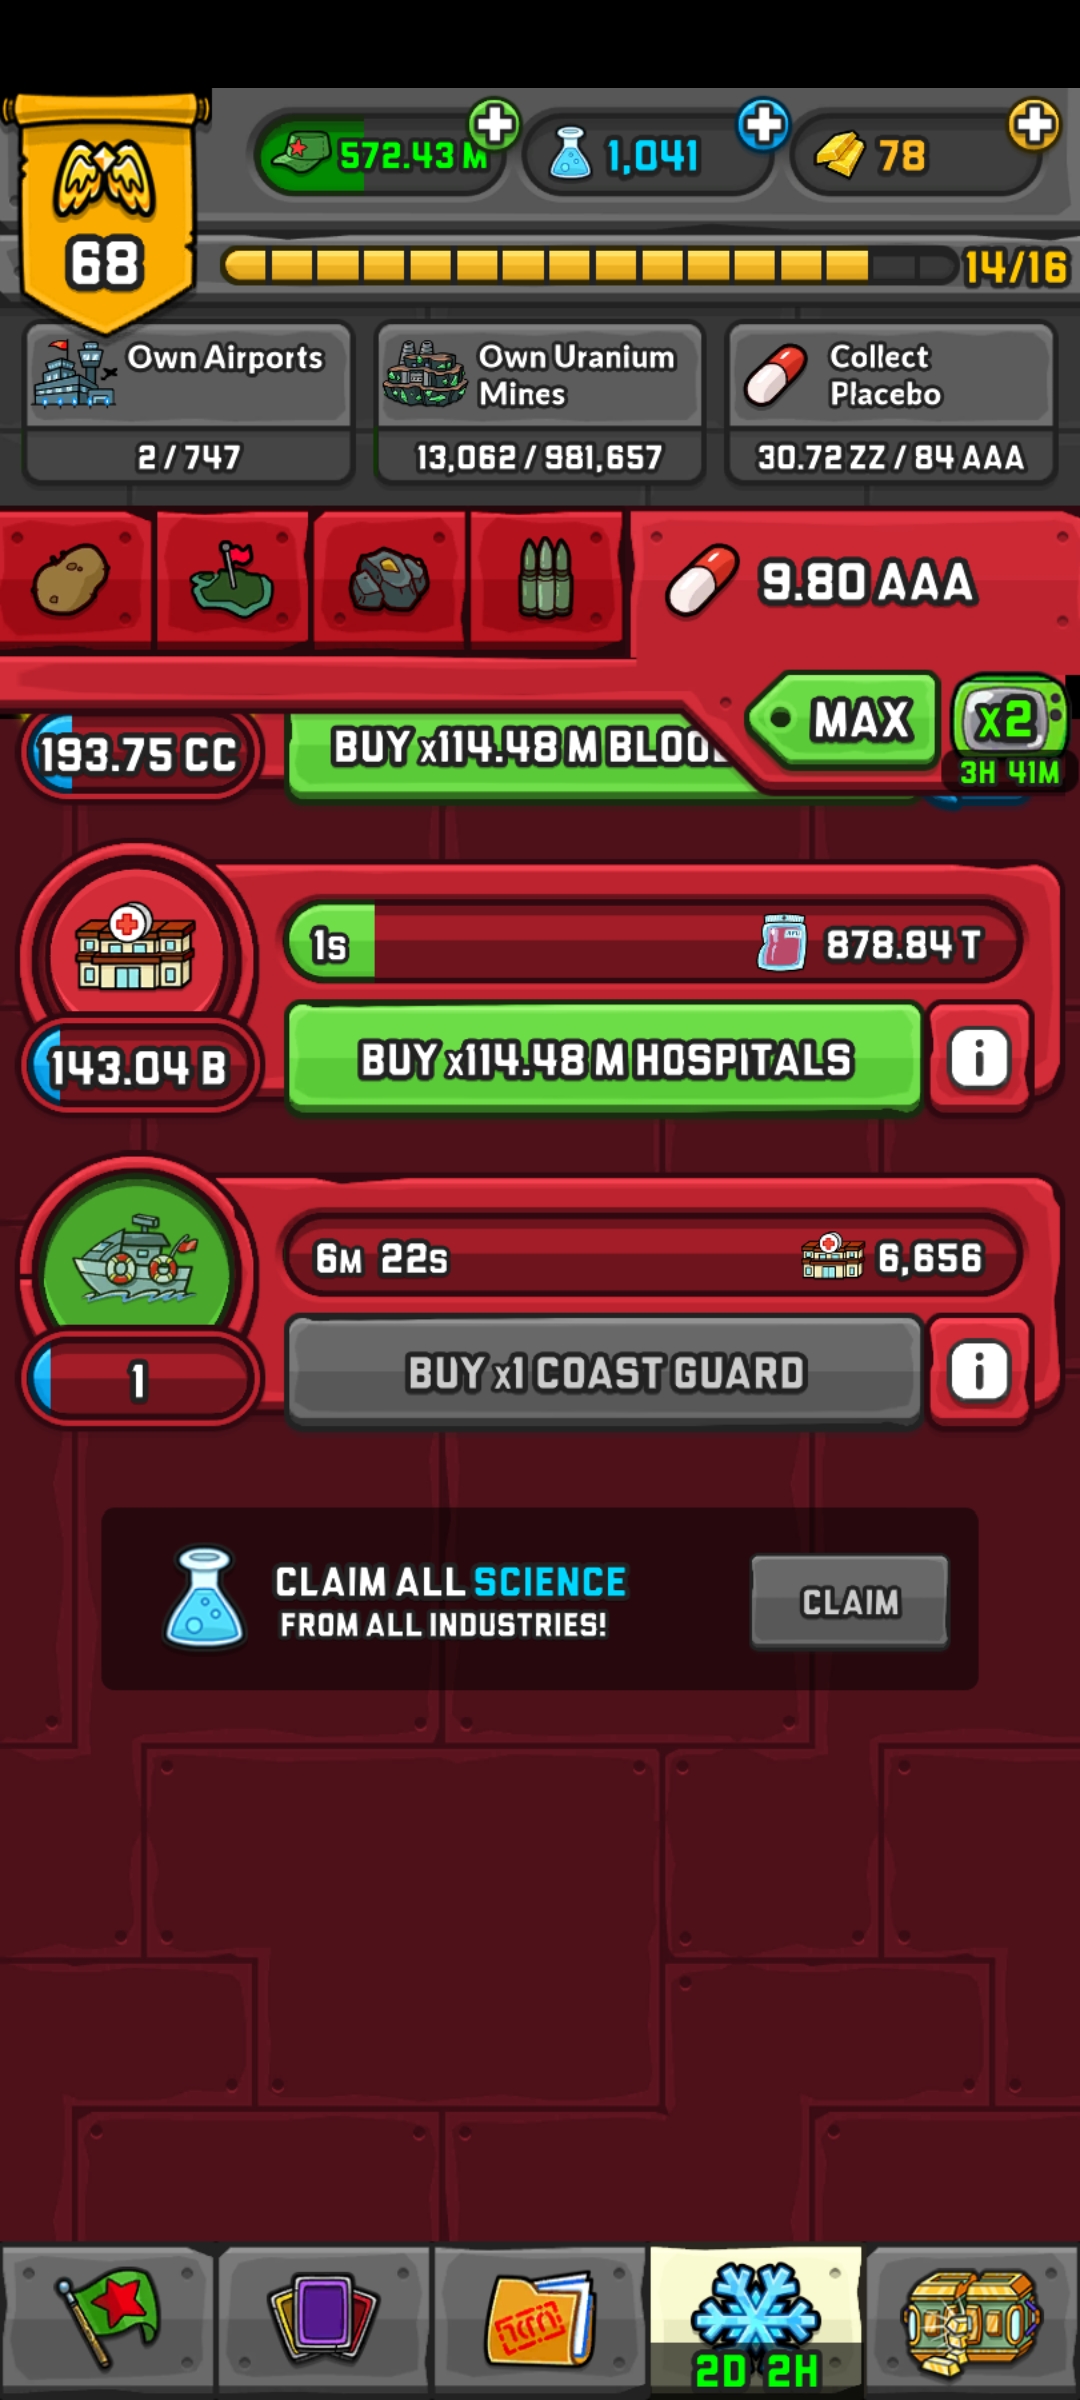 572.43 M
1,041
78
68
14/16
Own Airports
2 / 747
Own Uranium
Mines
13,062 / 981,657
Collect
Placebo
30.72 ZZ / 84 AAA
9.80 AAA
MAX
x2
3H 41M
193.75 CC
BUY x114.48 M
1s
878.84 T
143.04 B
BUY x114.48 M HOSPITALS
i
6M 22s
6,656
1
BUY x1 COAST GUARD
i
CLAIM ALL SCIENCE
FROM ALL INDUSTRIES!
CLAIM
2D 2H